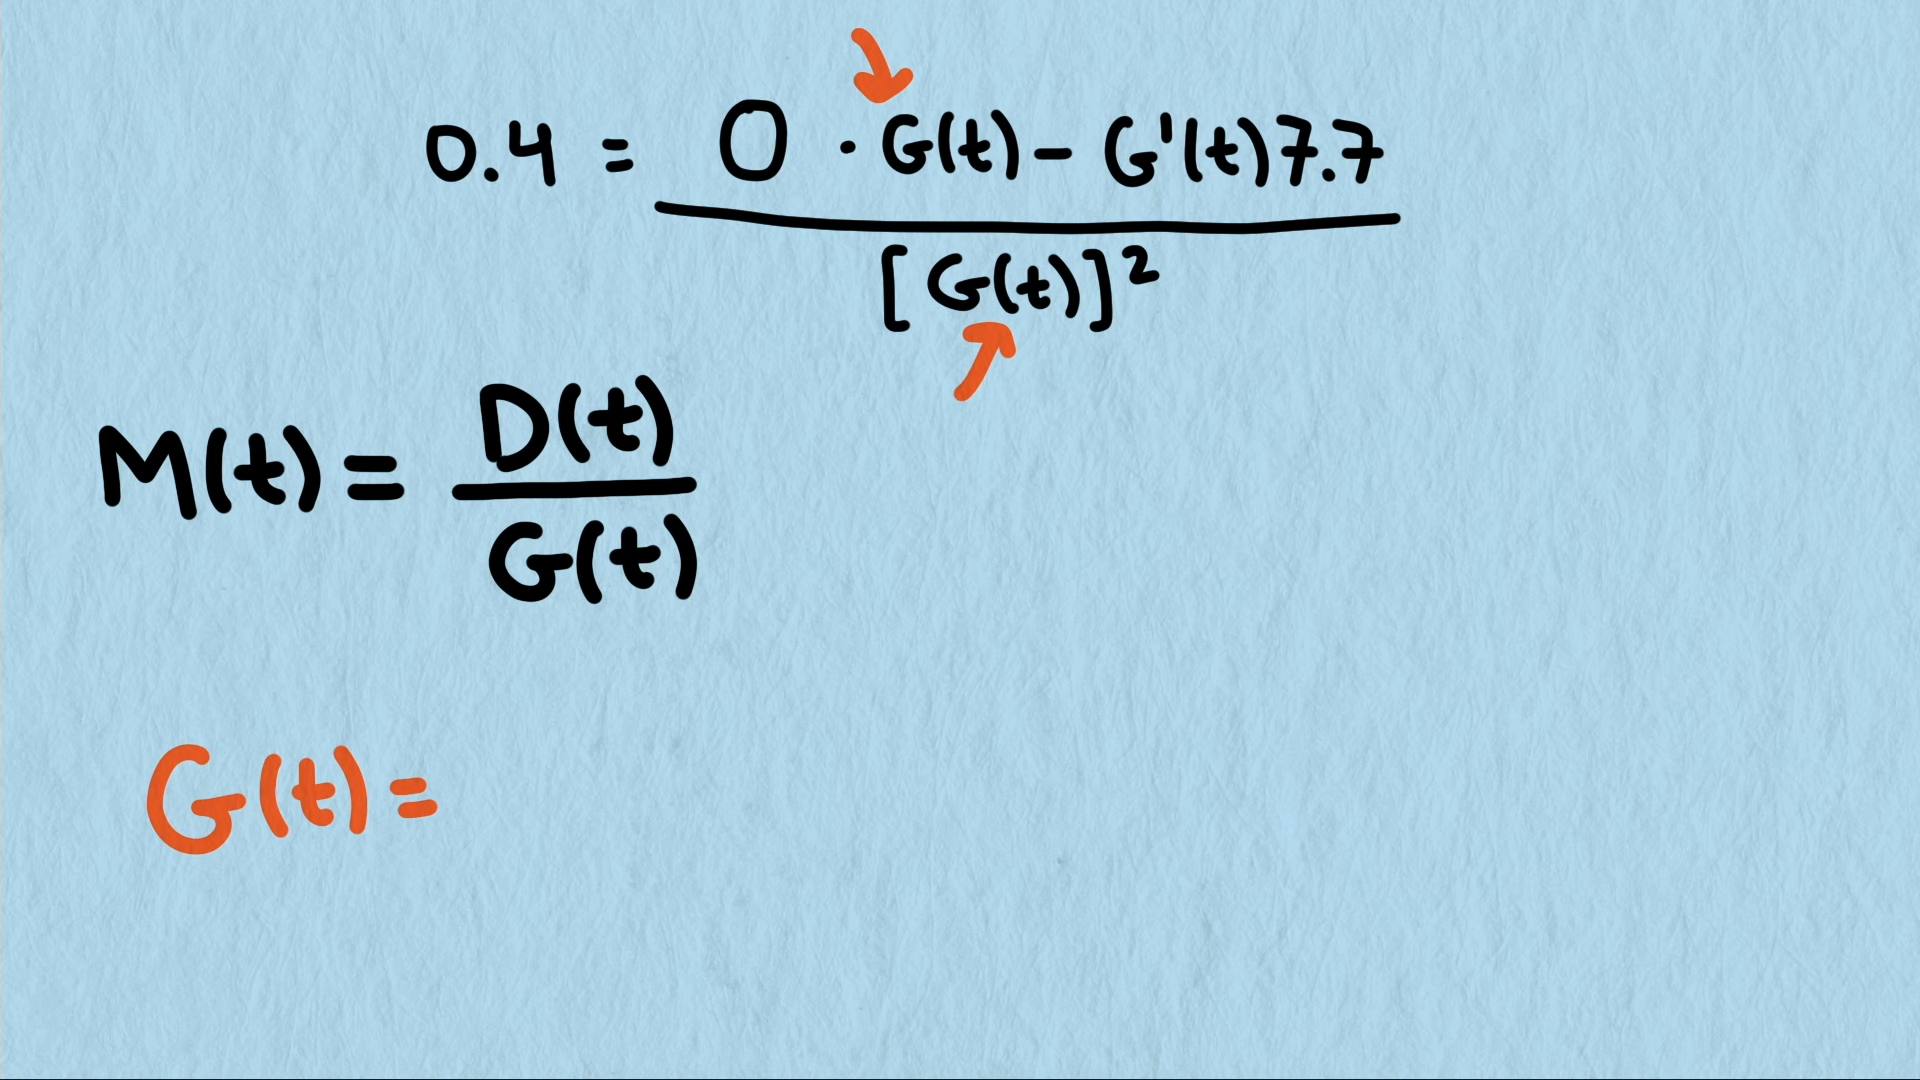 0.4 = 0 · G(t) - G'(t)7.7
[G(t)]²
M(t) = D(t)
G(t)
G(t) =